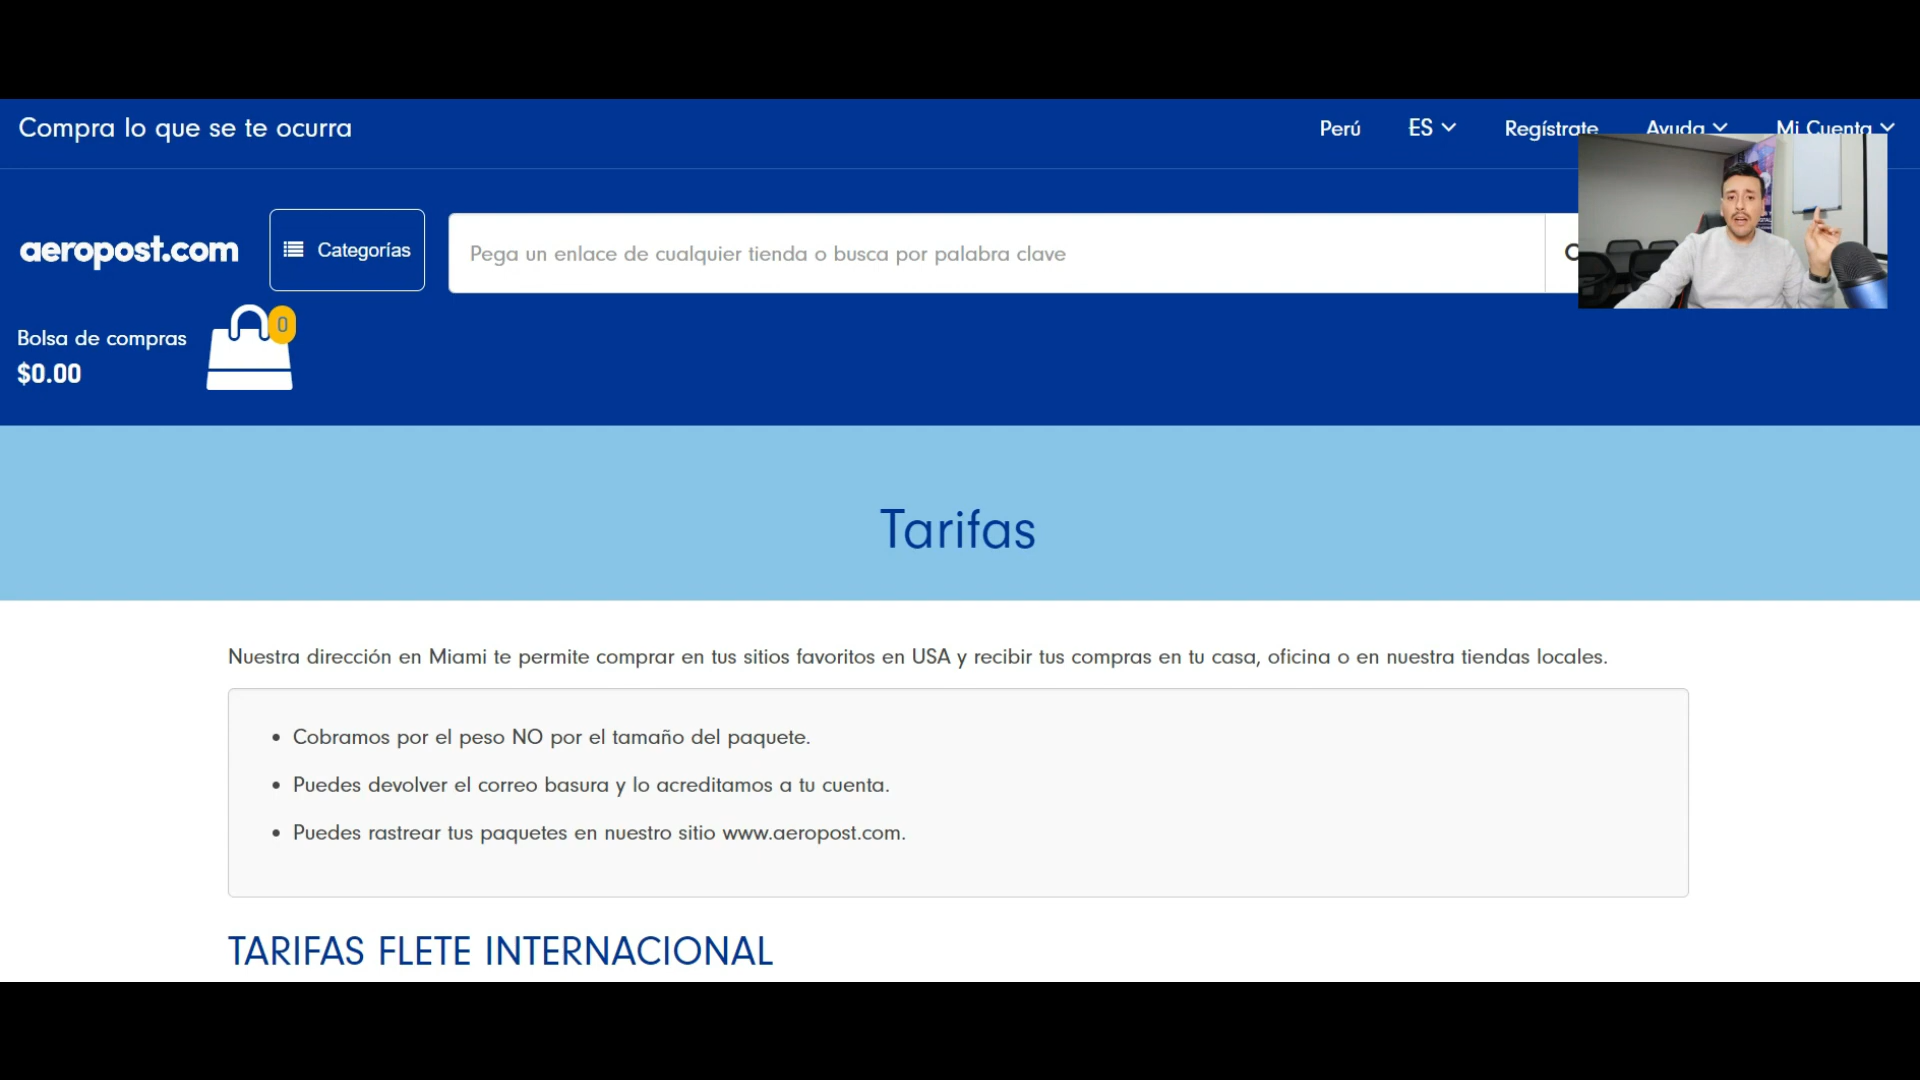 Compra lo que se te ocurra
Perú
ES
Regístrate
Ayuda
Mi Cuenta
aeropost.com
Categorías
Pega un enlace de cualquier tienda o busca por palabra clave
Bolsa de compras
0
$0.00
Tarifas
Nuestra dirección en Miami te permite comprar en tus sitios favoritos en USA y recibir tus compras en tu casa, oficina o en nuestra tiendas locales.
• Cobramos por el peso NO por el tamaño del paquete.
• Puedes devolver el correo basura y lo acreditamos a tu cuenta.
• Puedes rastrear tus paquetes en nuestro sitio www.aeropost.com.
TARIFAS FLETE INTERNACIONAL